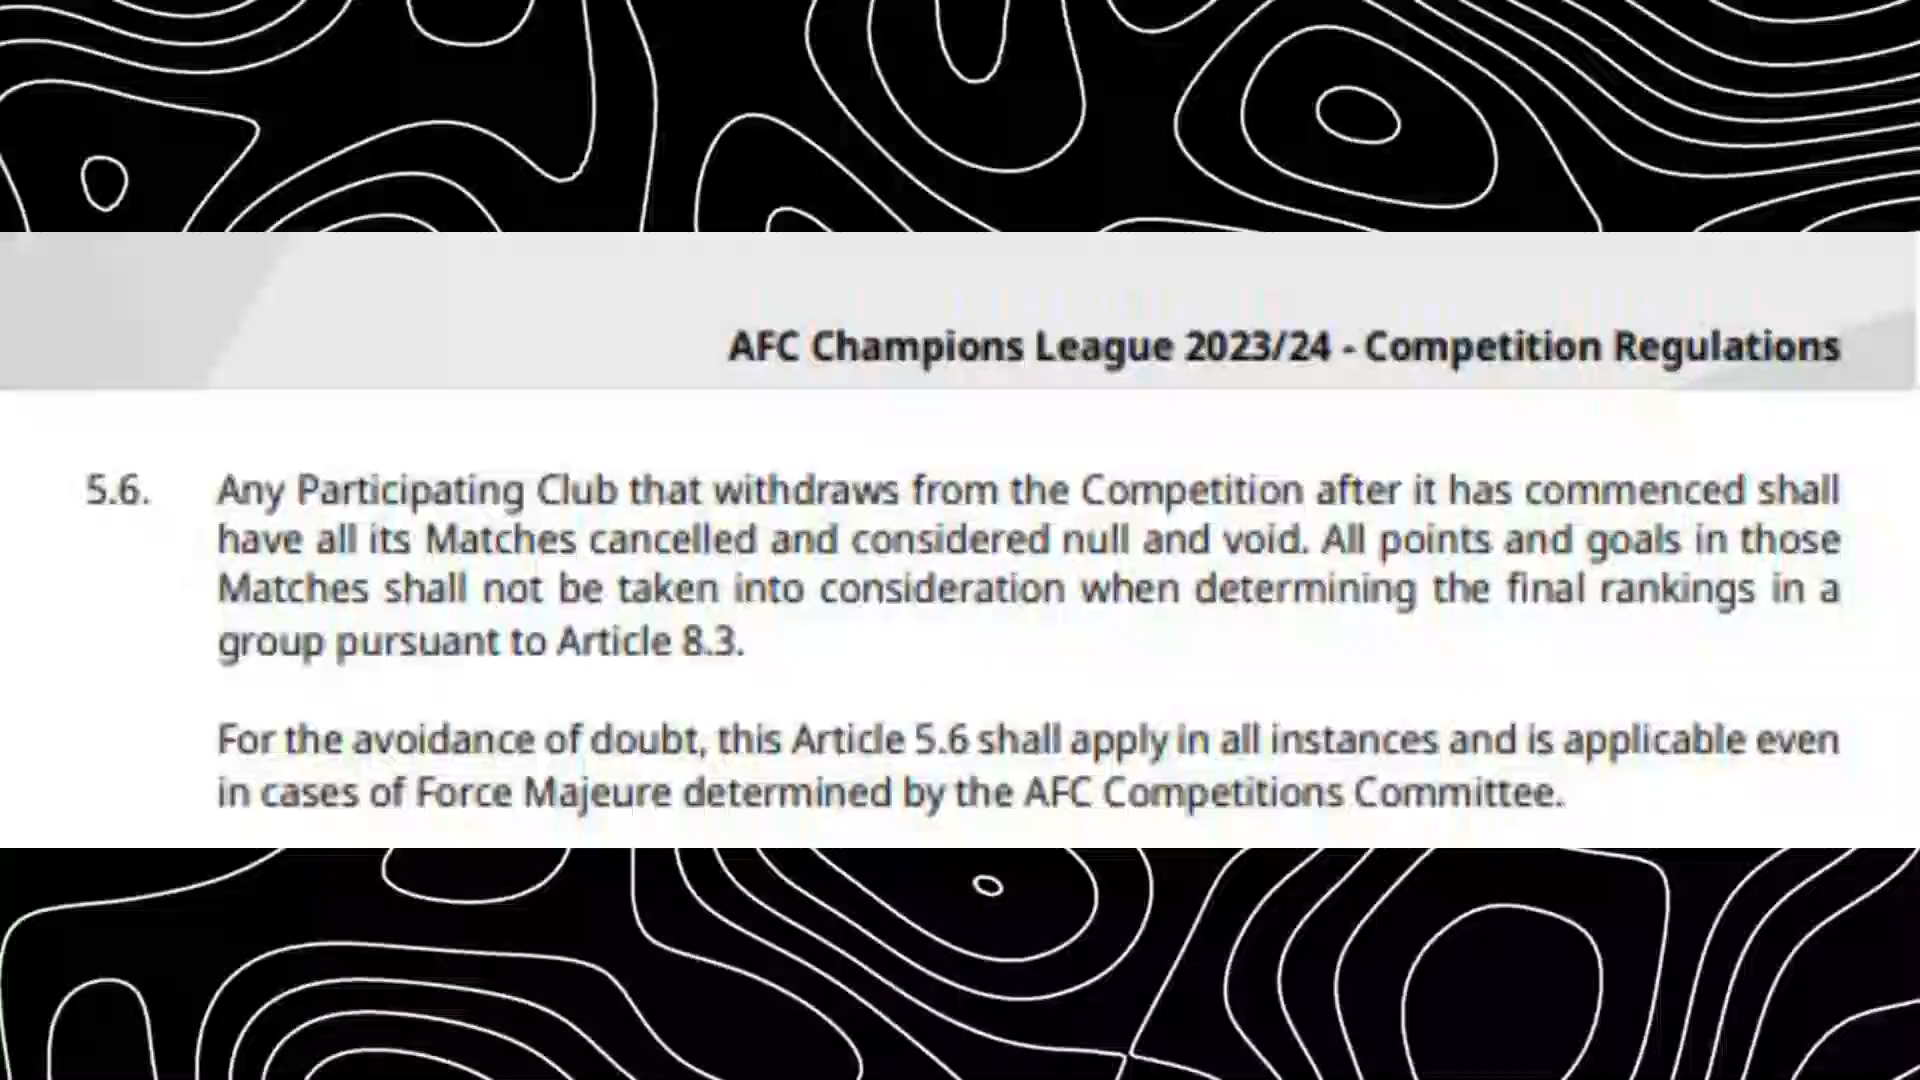 AFC Champions League 2023/24 - Competition Regulations
5.6. Any Participating Club that withdraws from the Competition after it has commenced shall
have all its Matches cancelled and considered null and void. All points and goals in those
Matches shall not be taken into consideration when determining the final rankings in a
group pursuant to Article 8.3.
For the avoidance of doubt, this Article 5.6 shall apply in all instances and is applicable even
in cases of Force Majeure determined by the AFC Competitions Committee.